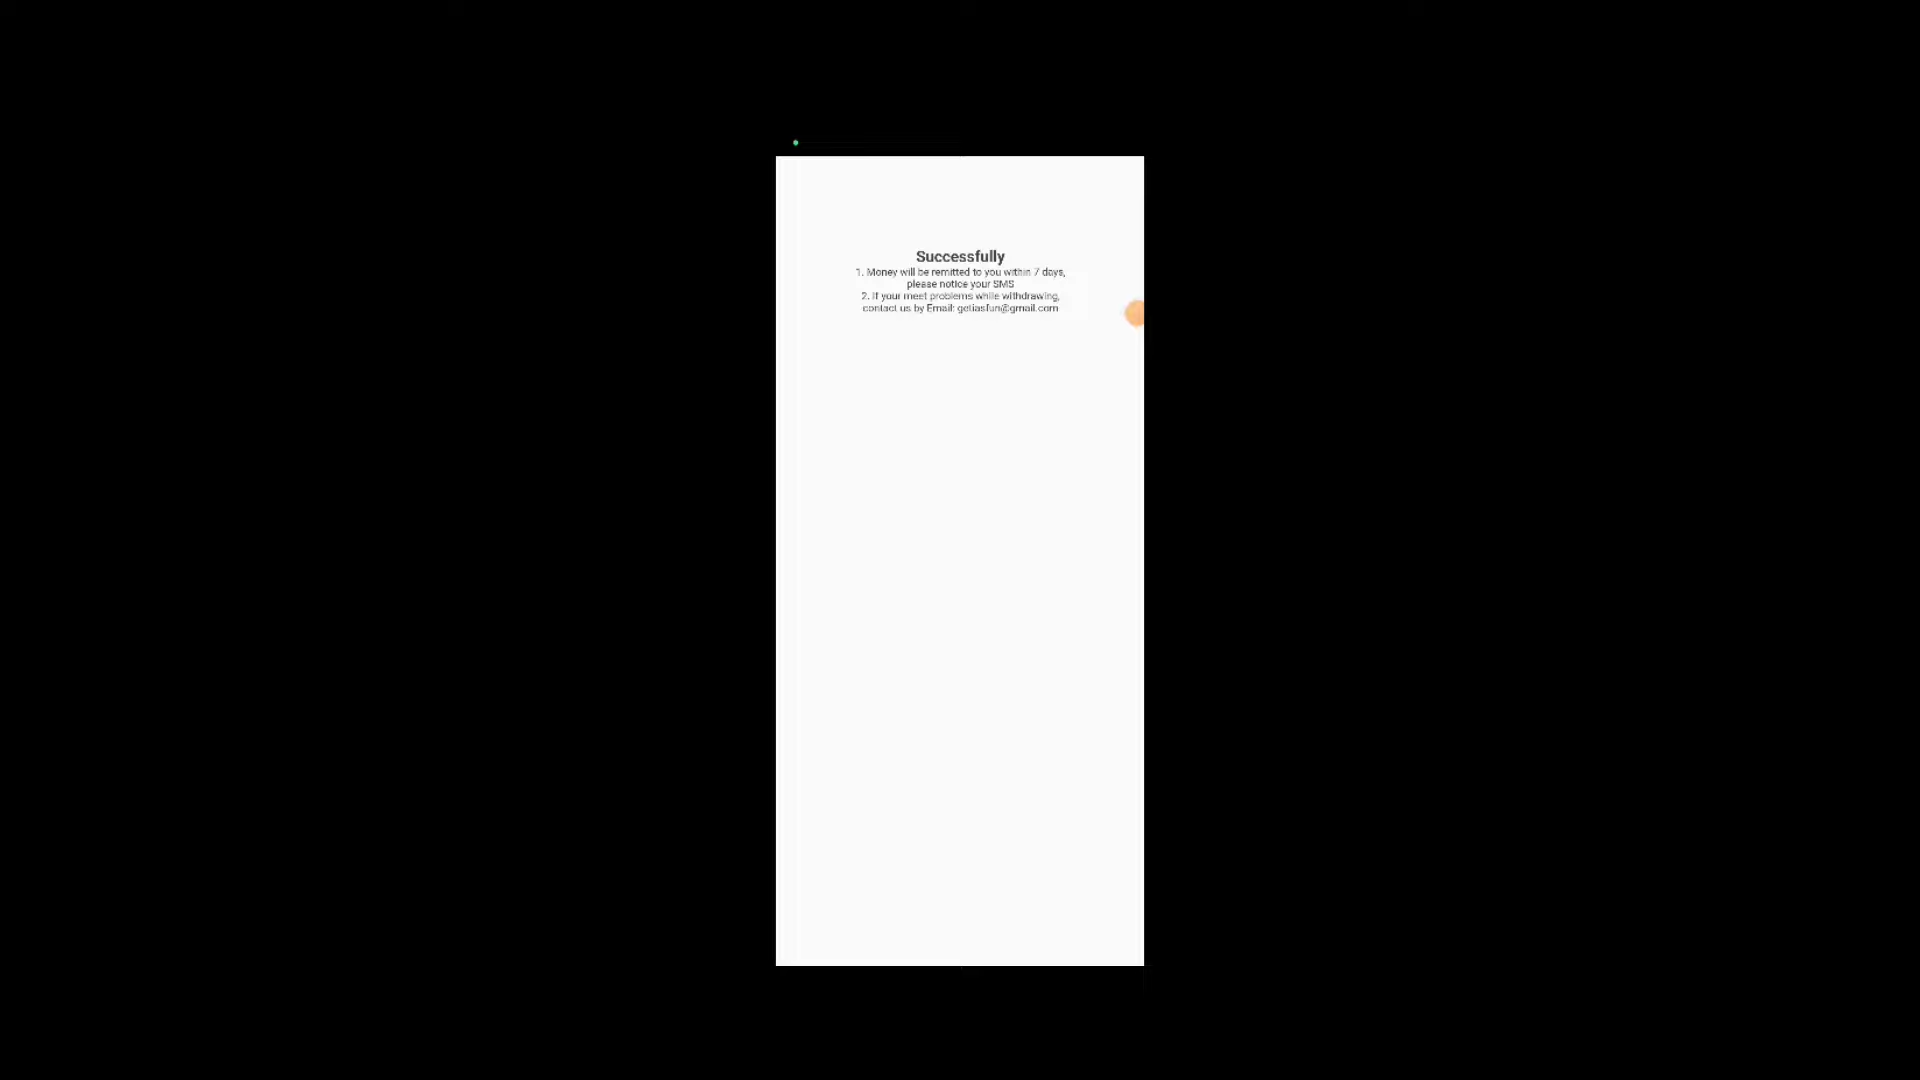 Successfully
1. Money will be remitted to you within 7 days,
please notice your SMS
2. If your meet problems while withdrawing,
contact us by Email: getiasfun@gmail.com